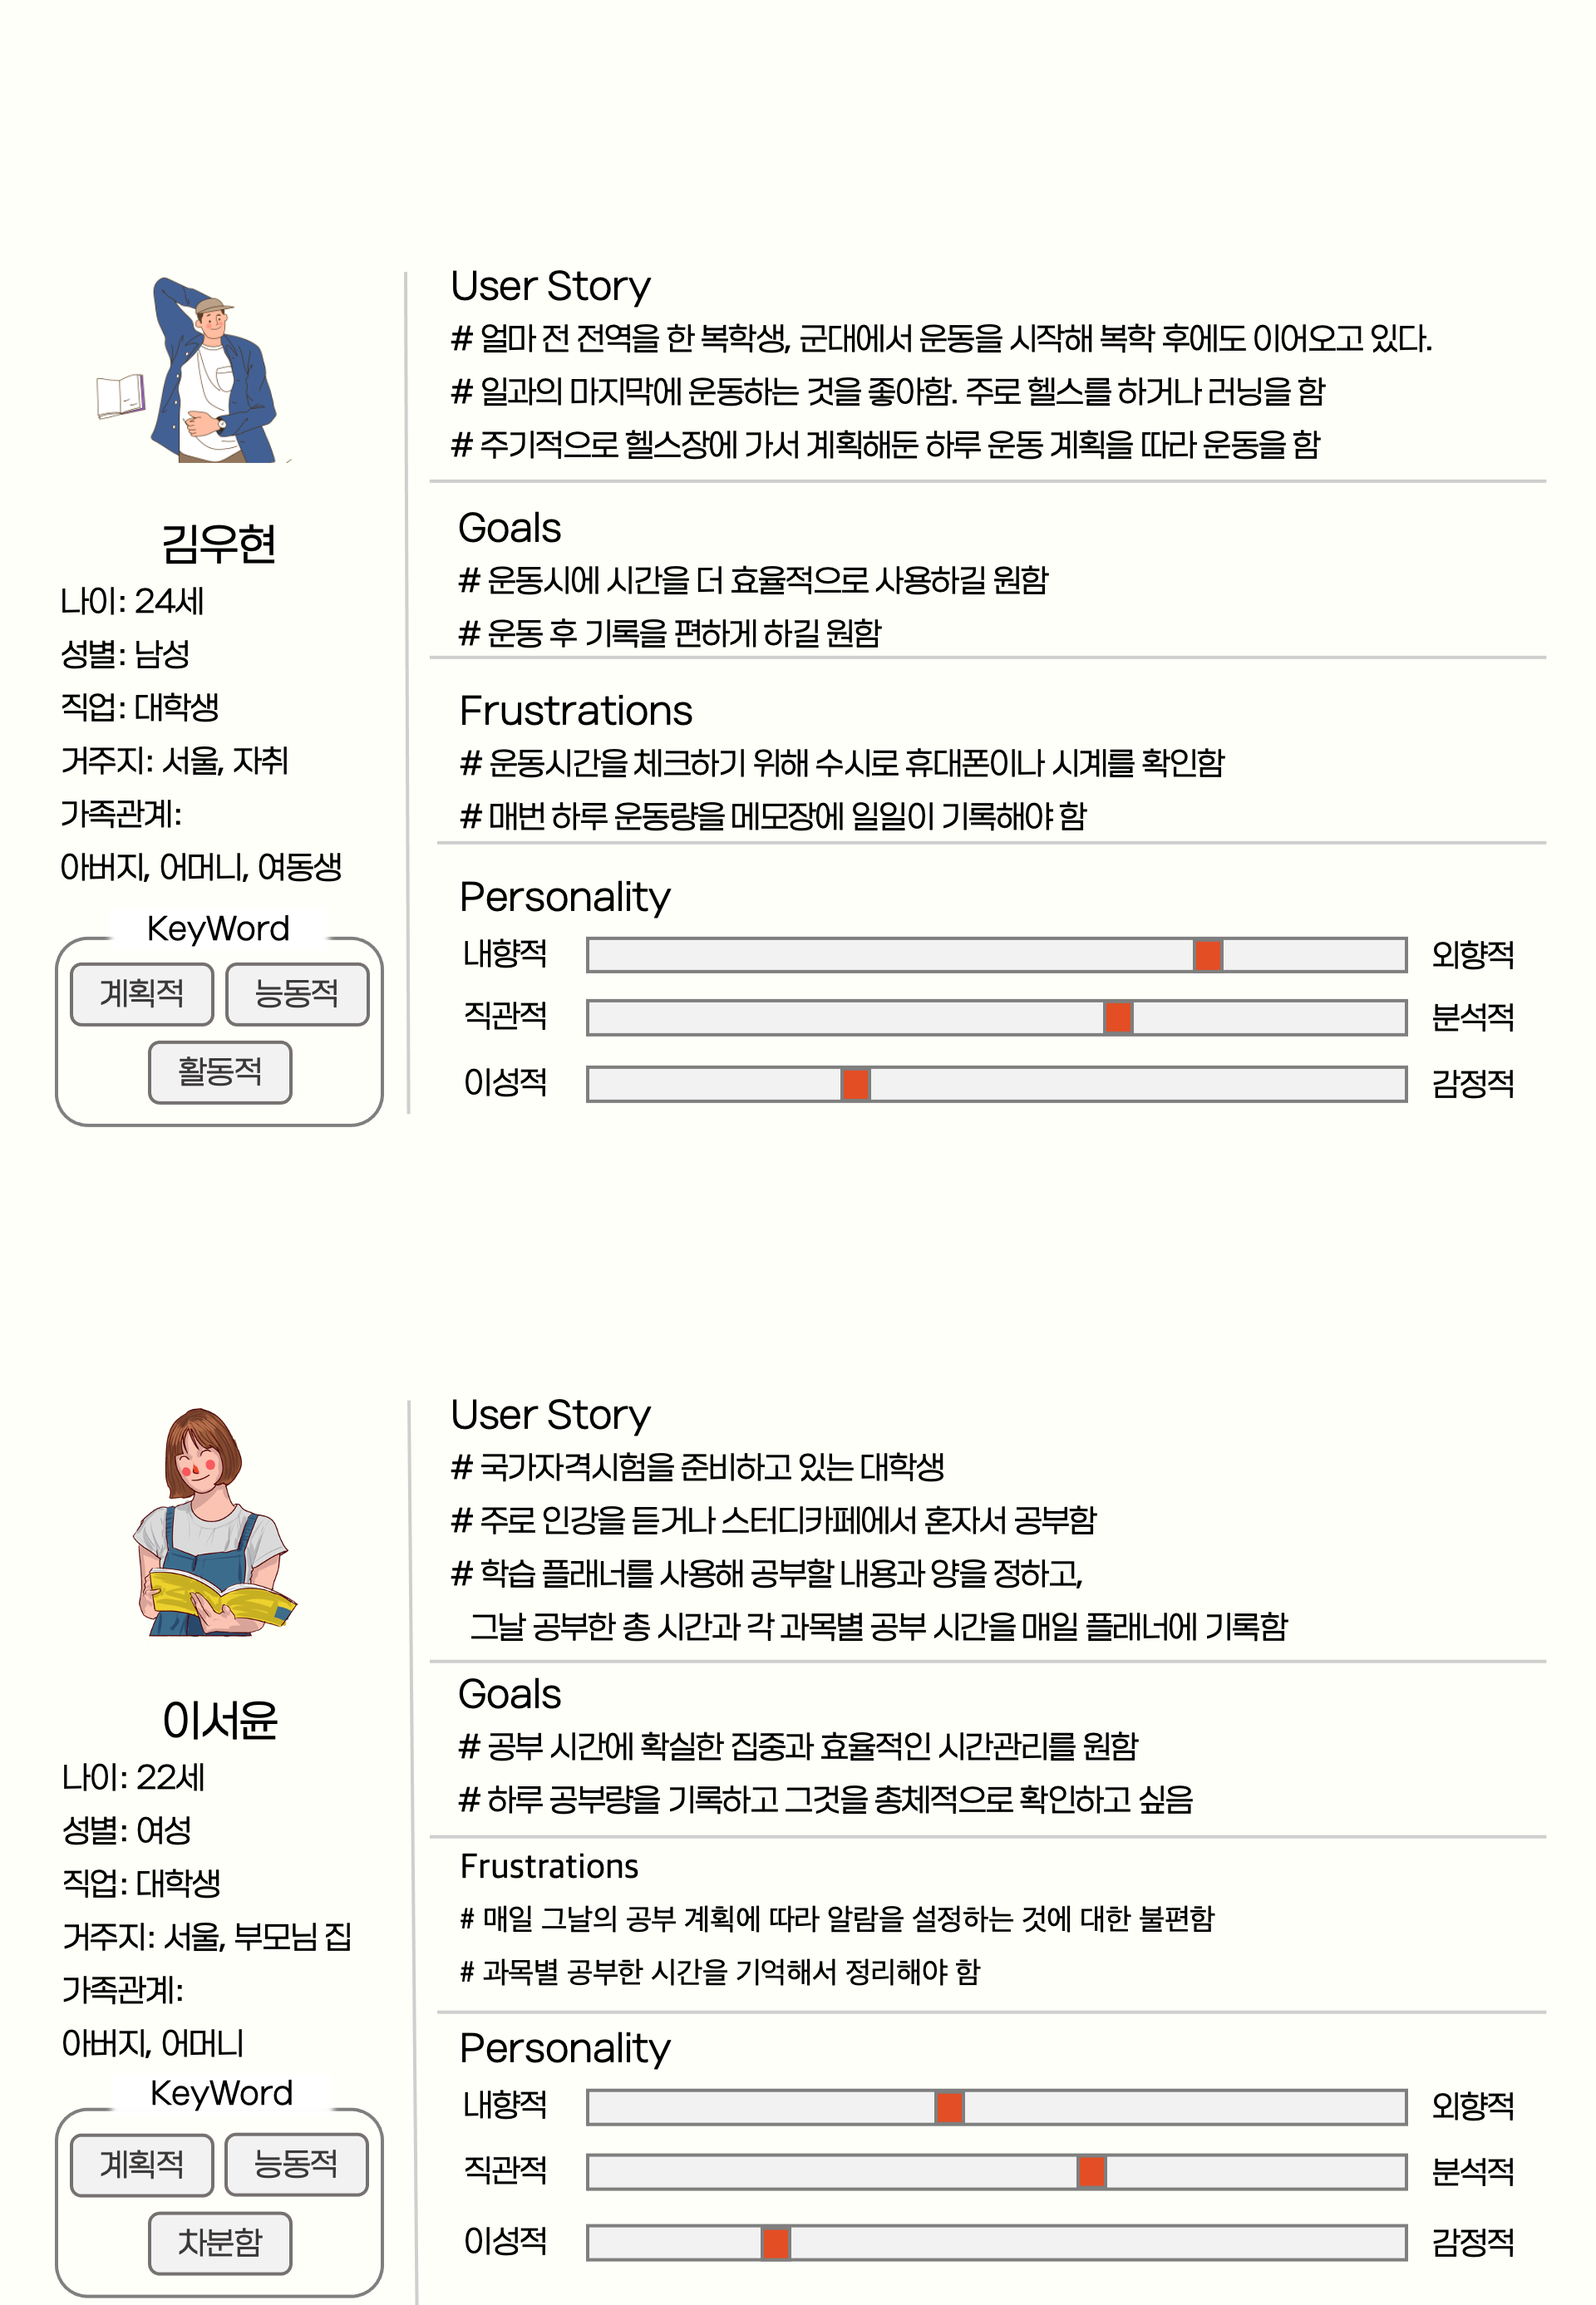 User Story
# 얼마 전 전역을 한 복학생, 군대에서 운동을 시작해 복학 후에도 이어오고 있다.
# 일과의 마지막에 운동하는 것을 좋아함. 주로 헬스를 하거나 러닝을 함
# 주기적으로 헬스장에 가서 계획해둔 하루 운동 계획을 따라 운동을 함
김우현
나이: 24세
성별: 남성
직업: 대학생
거주지: 서울, 자취
가족관계:
아버지, 어머니, 여동생
KeyWord
계획적
능동적
활동적
Goals
# 운동시에 시간을 더 효율적으로 사용하길 원함
# 운동 후 기록을 편하게 하길 원함
Frustrations
# 운동시간을 체크하기 위해 수시로 휴대폰이나 시계를 확인함
# 매번 하루 운동량을 메모장에 일일이 기록해야 함
Personality
내향적 외향적
직관적 분석적
이성적 감정적
User Story
# 국가자격시험을 준비하고 있는 대학생
# 주로 인강을 듣거나 스터디카페에서 혼자서 공부함
# 학습 플래너를 사용해 공부할 내용과 양을 정하고,
그날 공부한 총 시간과 각 과목별 공부 시간을 매일 플래너에 기록함
이서윤
나이: 22세
성별: 여성
직업: 대학생
거주지: 서울, 부모님 집
가족관계:
아버지, 어머니
KeyWord
계획적
능동적
차분함
Goals
# 공부 시간에 확실한 집중과 효율적인 시간관리를 원함
# 하루 공부량을 기록하고 그것을 총체적으로 확인하고 싶음
Frustrations
# 매일 그날의 공부 계획에 따라 알람을 설정하는 것에 대한 불편함
# 과목별 공부한 시간을 기억해서 정리해야 함
Personality
내향적 외향적
직관적 분석적
이성적 감정적